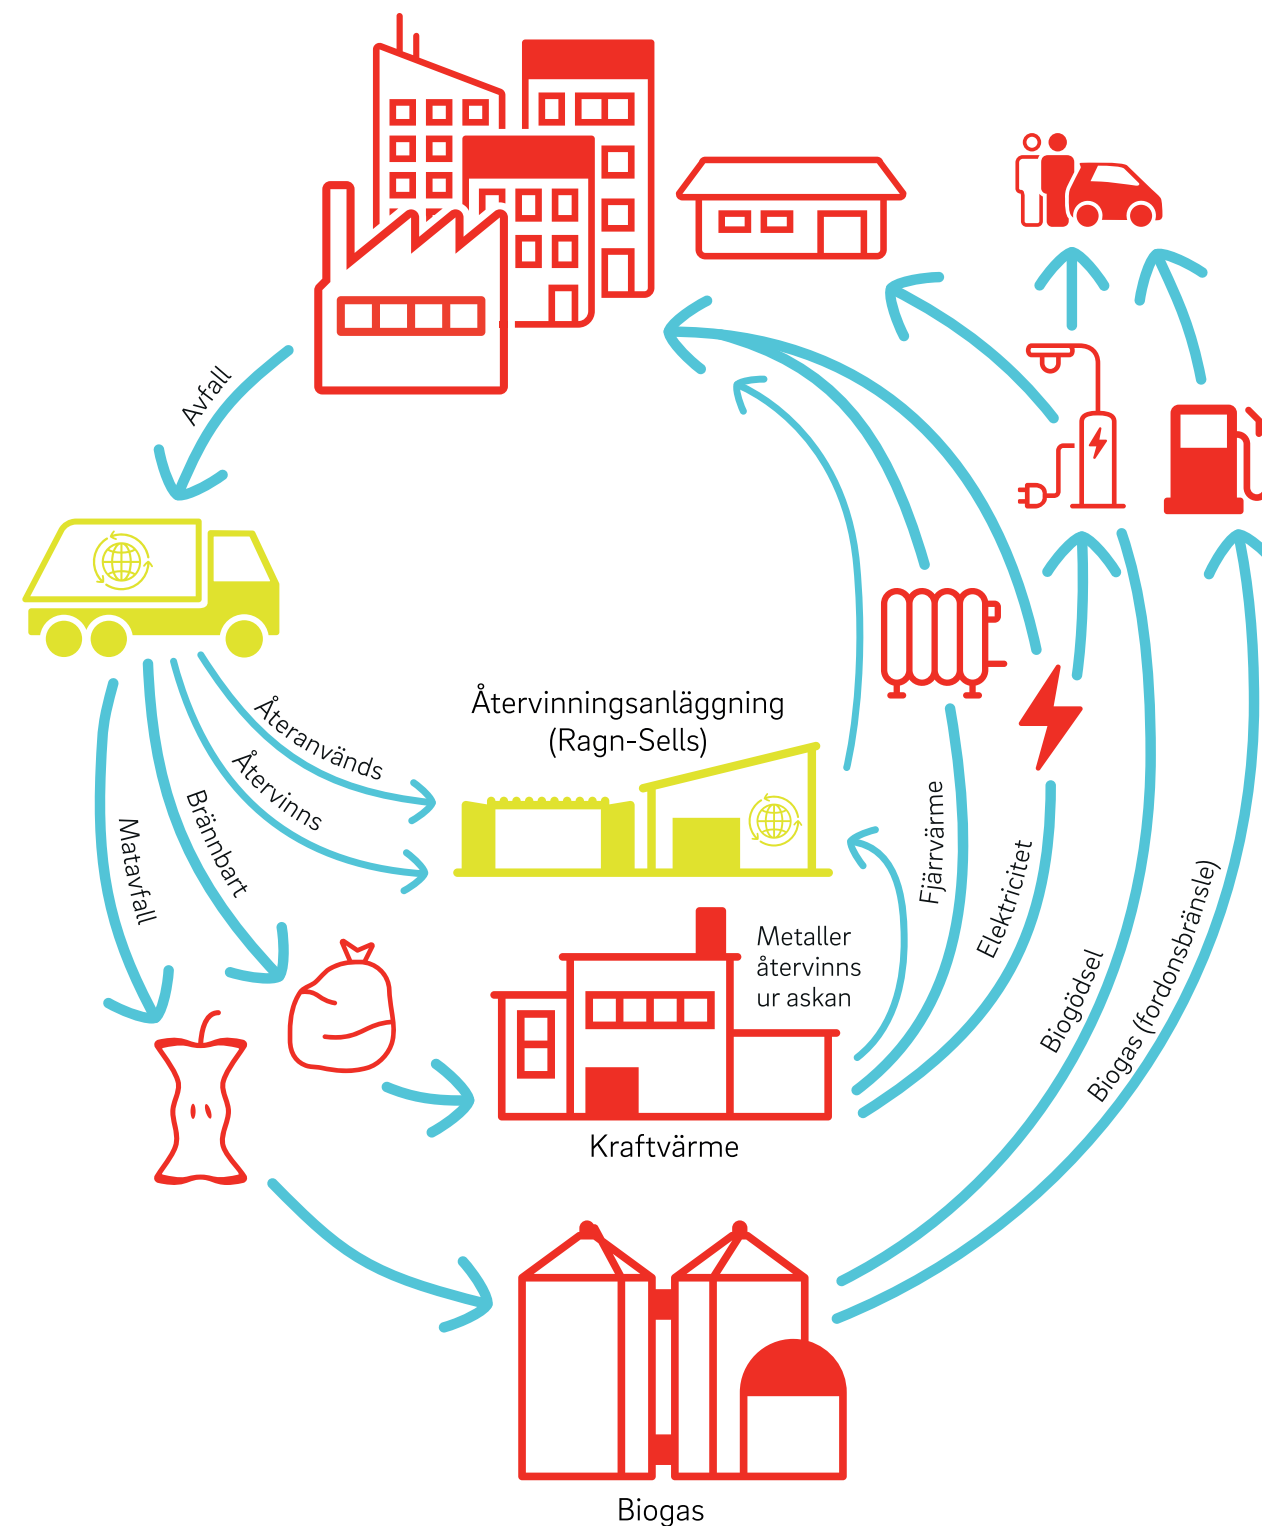 Avfall
Återvinningsanläggning
(Ragn-Sells)
Återanvänds
Återvinns
Brännbart
Matavfall
Fjärrvärme
Elektricitet
Metaller
återvinns
ur askan
Biogödsel
Biogas (fordonsbränsle)
Kraftvärme
Biogas